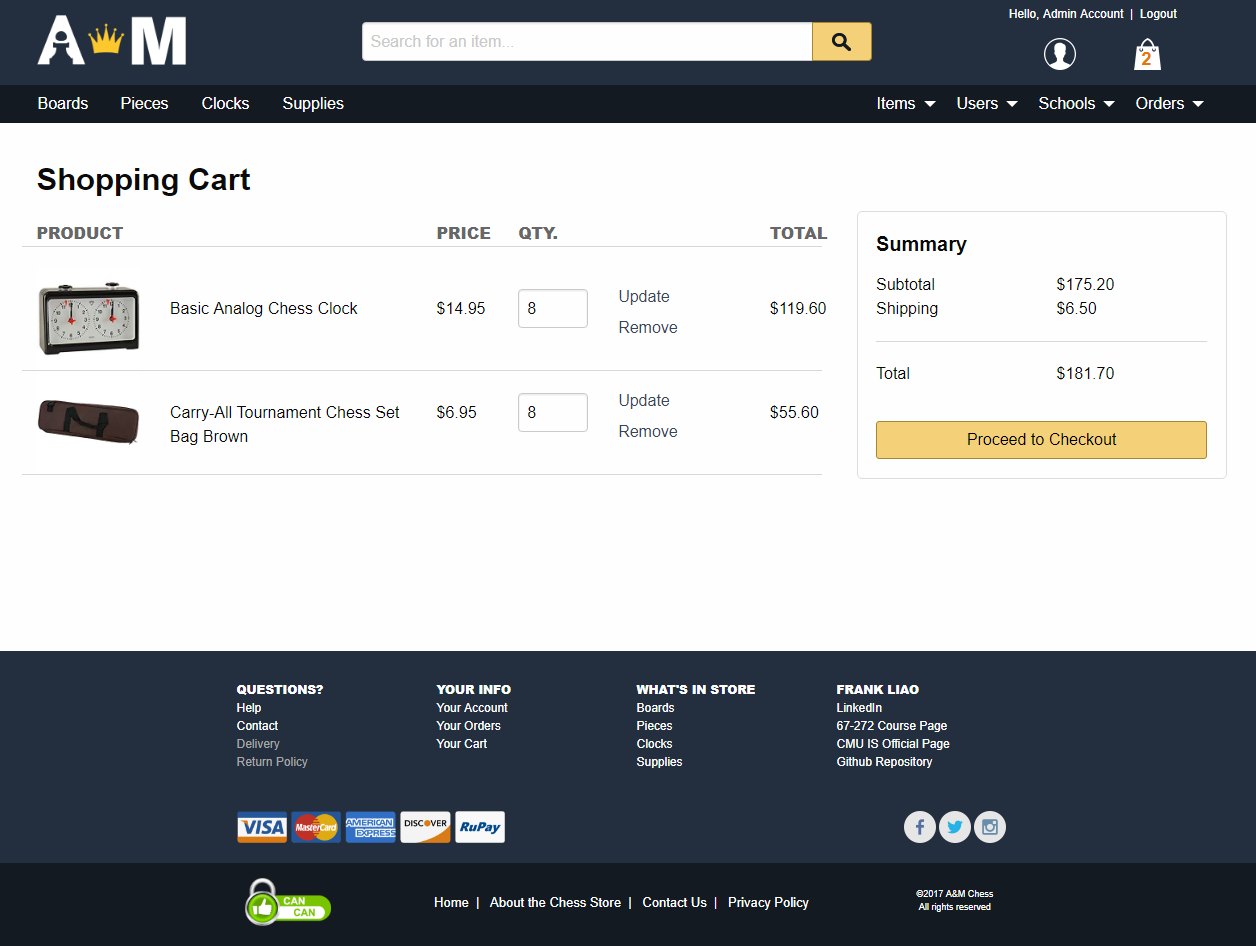 Hello, Admin Account | Logout
A M
Search for an item...
2
Boards Pieces Clocks Supplies Items Users Schools Orders
Shopping Cart
PRODUCT PRICE QTY. TOTAL
Basic Analog Chess Clock $14.95 8 Update $119.60
Remove
Carry-All Tournament Chess Set Bag Brown $6.95 8 Update $55.60
Remove
Summary
Subtotal $175.20
Shipping $6.50
Total $181.70
Proceed to Checkout
QUESTIONS?
Help
Contact
Delivery
Return Policy
YOUR INFO
Your Account
Your Orders
Your Cart
WHAT'S IN STORE
Boards
Pieces
Clocks
Supplies
FRANK LIAO
LinkedIn
67-272 Course Page
CMU IS Official Page
Github Repository
VISA MasterCard AMERICAN EXPRESS DISCOVER RuPay
CAN
CAN
Home | About the Chess Store | Contact Us | Privacy Policy
©2017 A&M Chess
All rights reserved